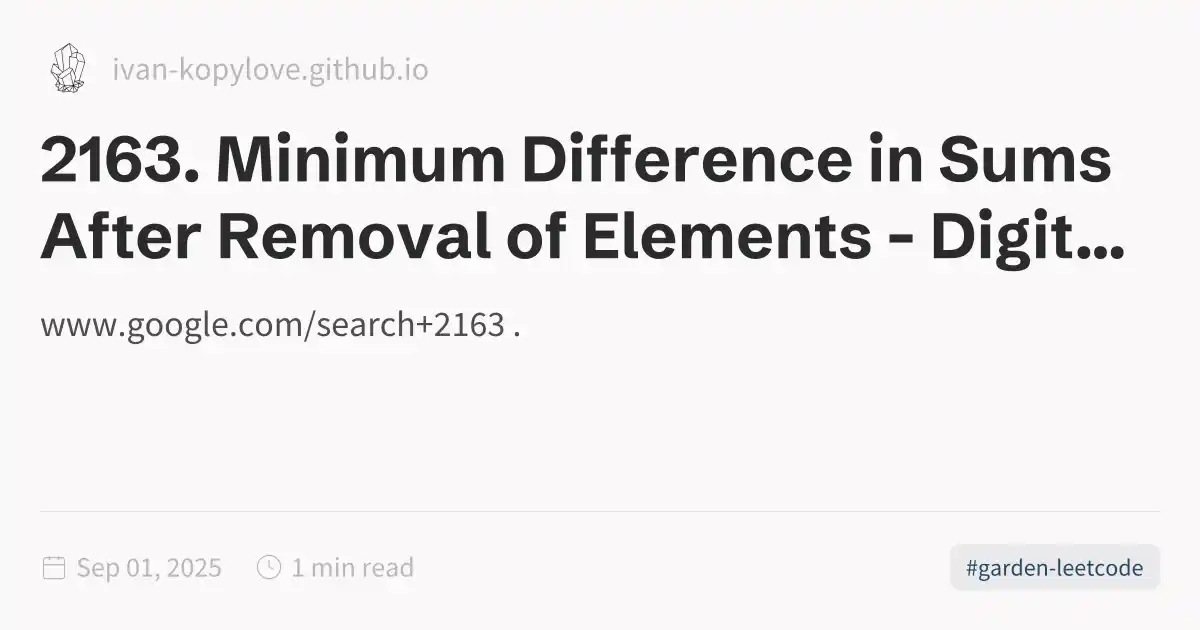 ivan-kopylove.github.io
2163. Minimum Difference in Sums
After Removal of Elements - Digit...
www.google.com/search+2163 .
Sep 01, 2025
1 min read
#garden-leetcode